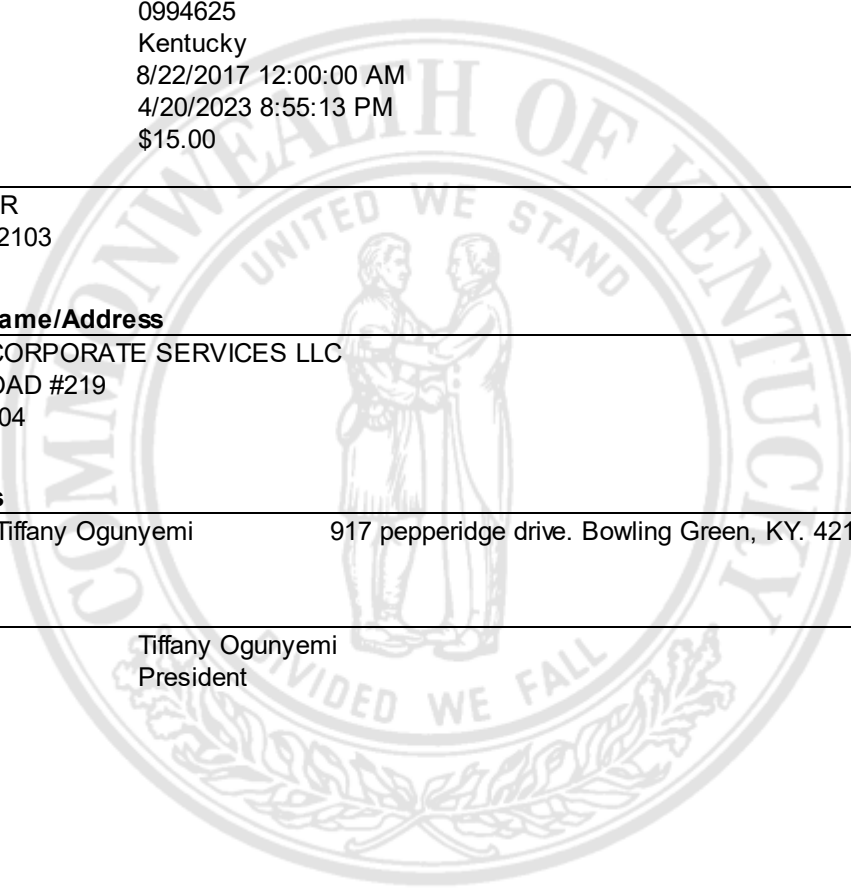 0994625
Kentucky
8/22/2017 12:00:00 AM
4/20/2023 8:55:13 PM
$15.00
R
2103
ame/Address
CORPORATE SERVICES LLC
OAD #219
04
s
Tiffany Ogunyemi 917 pepperidge drive. Bowling Green, KY. 421
Tiffany Ogunyemi
President
COMMONWEALTH OF KENTUCKY
UNITED WE STAND
DIVIDED WE FALL